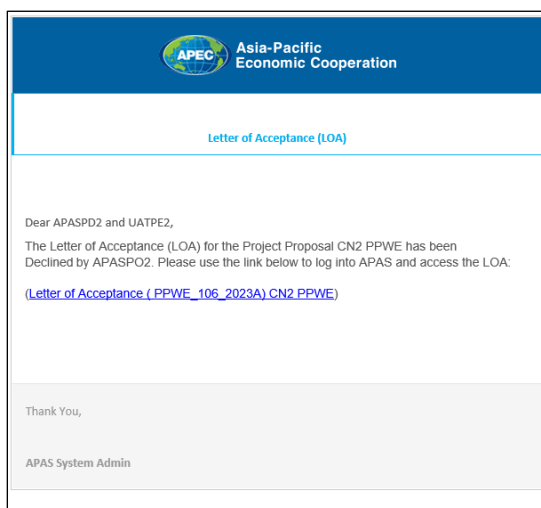 APEC
Asia-Pacific
Economic Cooperation
Letter of Acceptance (LOA)
Dear APASPD2 and UATPE2,
The Letter of Acceptance (LOA) for the Project Proposal CN2 PPWE has been
Declined by APASPO2. Please use the link below to log into APAS and access the LOA:
(Letter of Acceptance ( PPWE_106_2023A) CN2 PPWE)
Thank You,
APAS System Admin